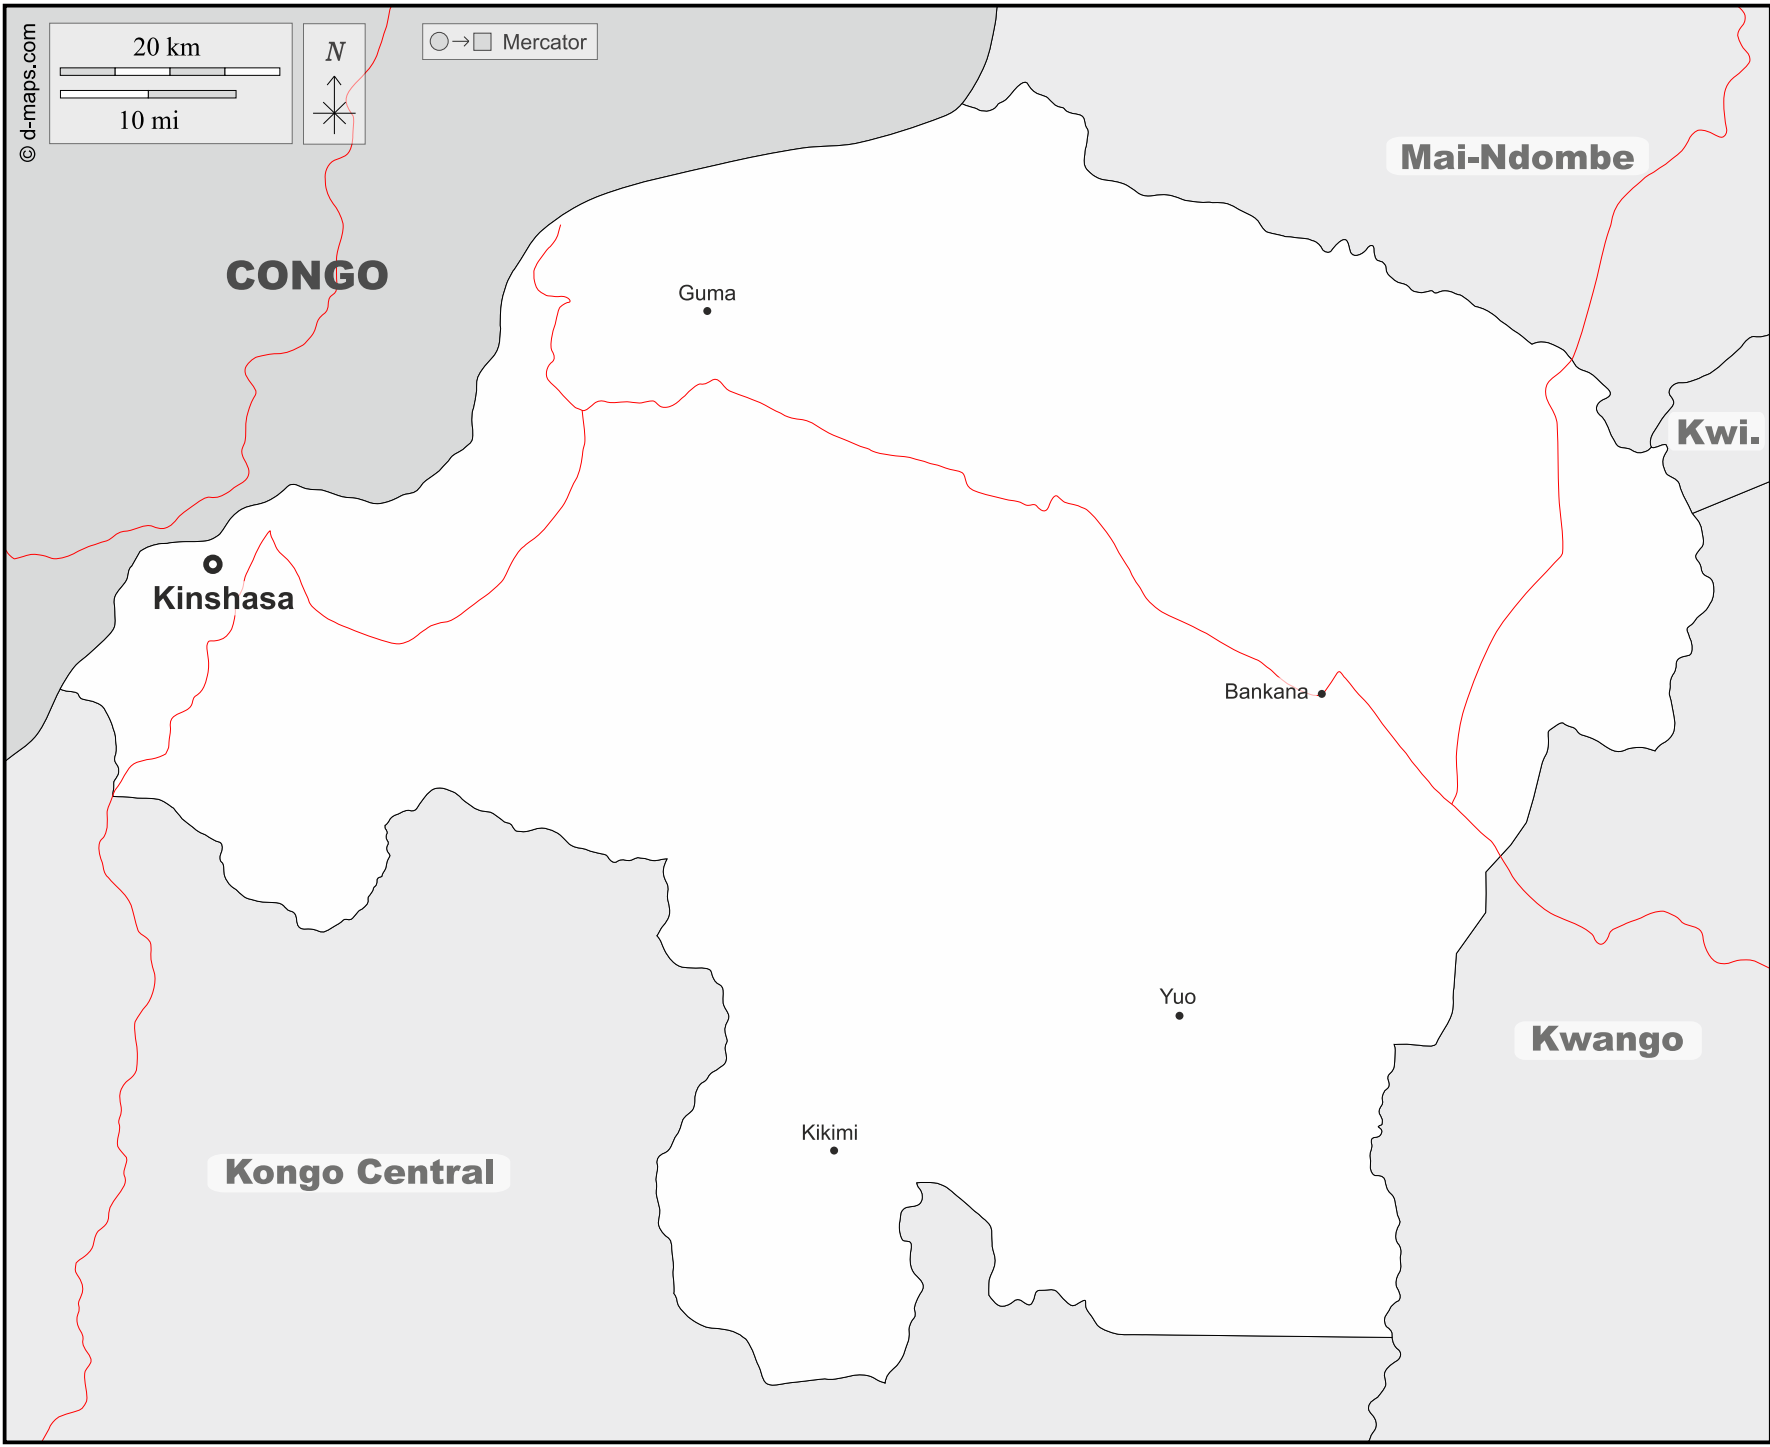 © d-maps.com
20 km
10 mi
N
Mercator
Mai-Ndombe
CONGO
Guma
Kwi.
Kinshasa
Bankana
Yuo
Kwango
Kikimi
Kongo Central